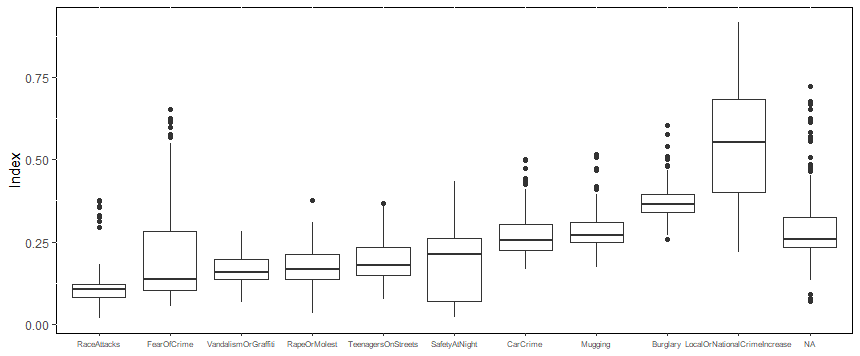 Index
0.75
0.50
0.25
0.00
RaceAttacks FearOfCrime VandalismOrGraffiti RapeOrMolest TeenagersOnStreets SafetyAtNight CarCrime Mugging Burglary LocalOrNationalCrimeIncrease NA